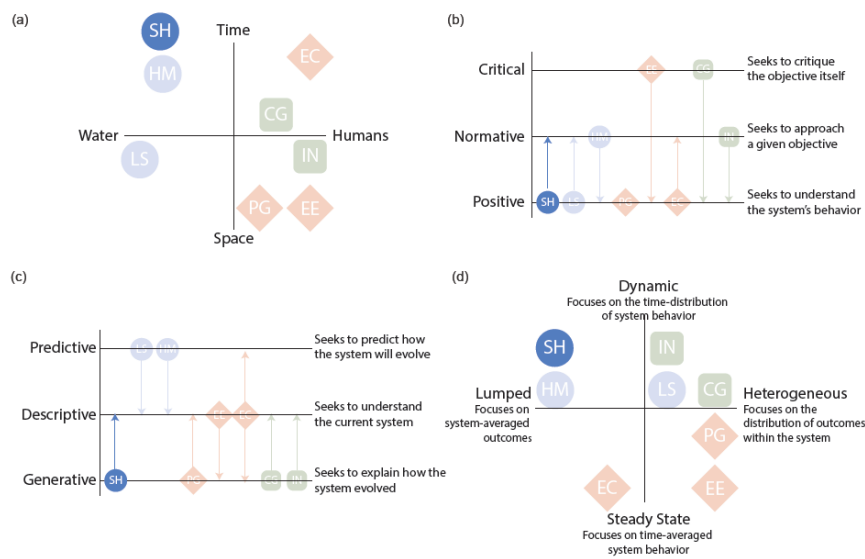 (a)
Time
SH
HM
EC
CG
Water
Humans
LS
IN
PG
EE
Space
(b)
Critical
EE
CG
Seeks to critique
the objective itself
Normative
HM
IN
Seeks to approach
a given objective
Positive
SH
LS
PG
EC
Seeks to understand
the system's behavior
(c)
Predictive
LS
HM
Seeks to predict how
the system will evolve
Descriptive
EE
EC
Seeks to understand
the current system
Generative
SH
PG
CG
IN
Seeks to explain how the
system evolved
(d)
Dynamic
Focuses on the time-distribution
of system behavior
SH
IN
HM
LS
CG
Lumped
Focuses on
system-averaged
outcomes
Heterogeneous
Focuses on the
distribution of outcomes
within the system
PG
EC
EE
Steady State
Focuses on time-averaged
system behavior